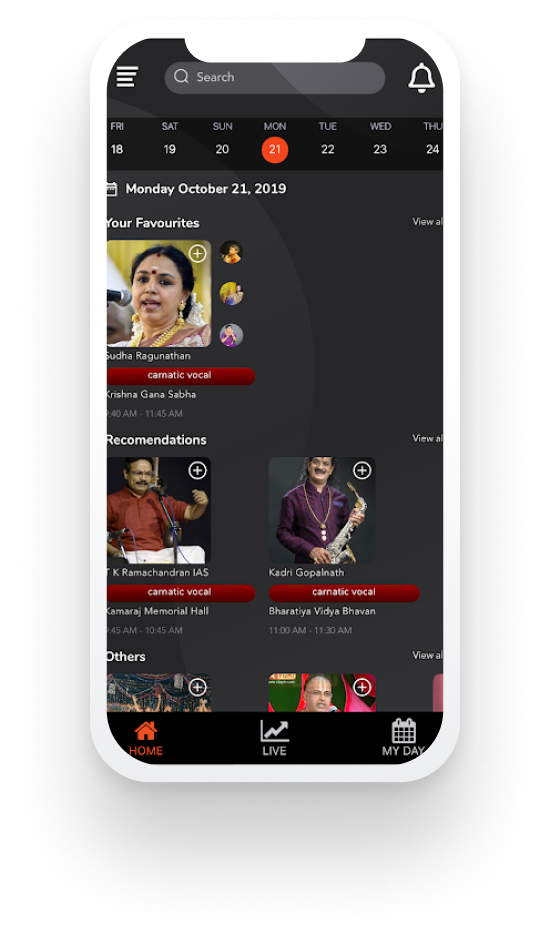 Search
FRI SAT SUN MON TUE WED THU
18 19 20 21 22 23 24
Monday October 21, 2019
Your Favourites View al
Sudha Ragunathan
carnatic vocal
Krishna Gana Sabha
9:40 AM - 11:45 AM
Recomendations View al
T K Ramachandran IAS Kadri Gopalnath
carnatic vocal carnatic vocal
Kamaraj Memorial Hall Bharatiya Vidya Bhavan
9:45 AM - 10:45 AM 11:00 AM - 11:30 AM
Others View al
HOME LIVE MY DAY